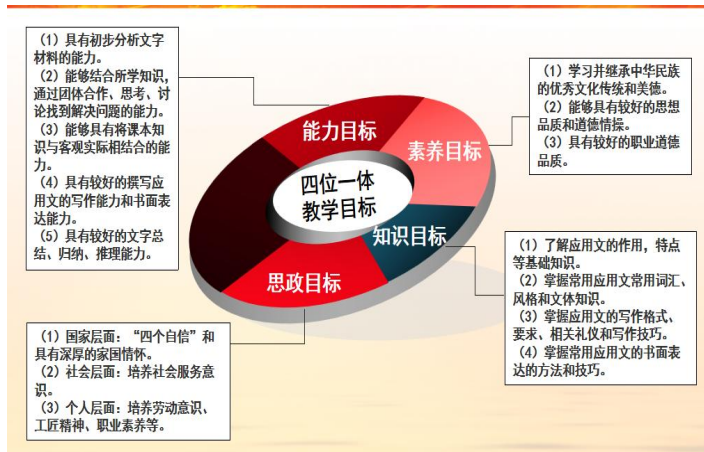 （1）具有初步分析文字
材料的能力。
（2）能够结合所学知识，
通过团体合作、思考、讨
论找到解决问题的能力。
（3）能够具有将课本知
识与客观实际相结合的能
力。
（4）具有较好的撰写应
用文的写作能力和书面表
达能力。
（5）具有较好的文字总
结、归纳、推理能力。
（1）学习并继承中华民族
的优秀文化传统和美德。
（2）能够具有较好的思想
品质和道德情操。
（3）具有较好的职业道德
品质。
能力目标
素养目标
四位一体
教学目标
知识目标
思政目标
（1）了解应用文的作用，特点
等基础知识。
（2）掌握常用应用文常用词汇、
风格和文体知识。
（3）掌握应用文的写作格式、
要求、相关礼仪和写作技巧。
（4）掌握常用应用文的书面表
达的方法和技巧。
（1）国家层面：“四个自信”和
具有深厚的家国情怀。
（2）社会层面：培养社会服务意
识。
（3）个人层面：培养劳动意识、
工匠精神、职业素养等。